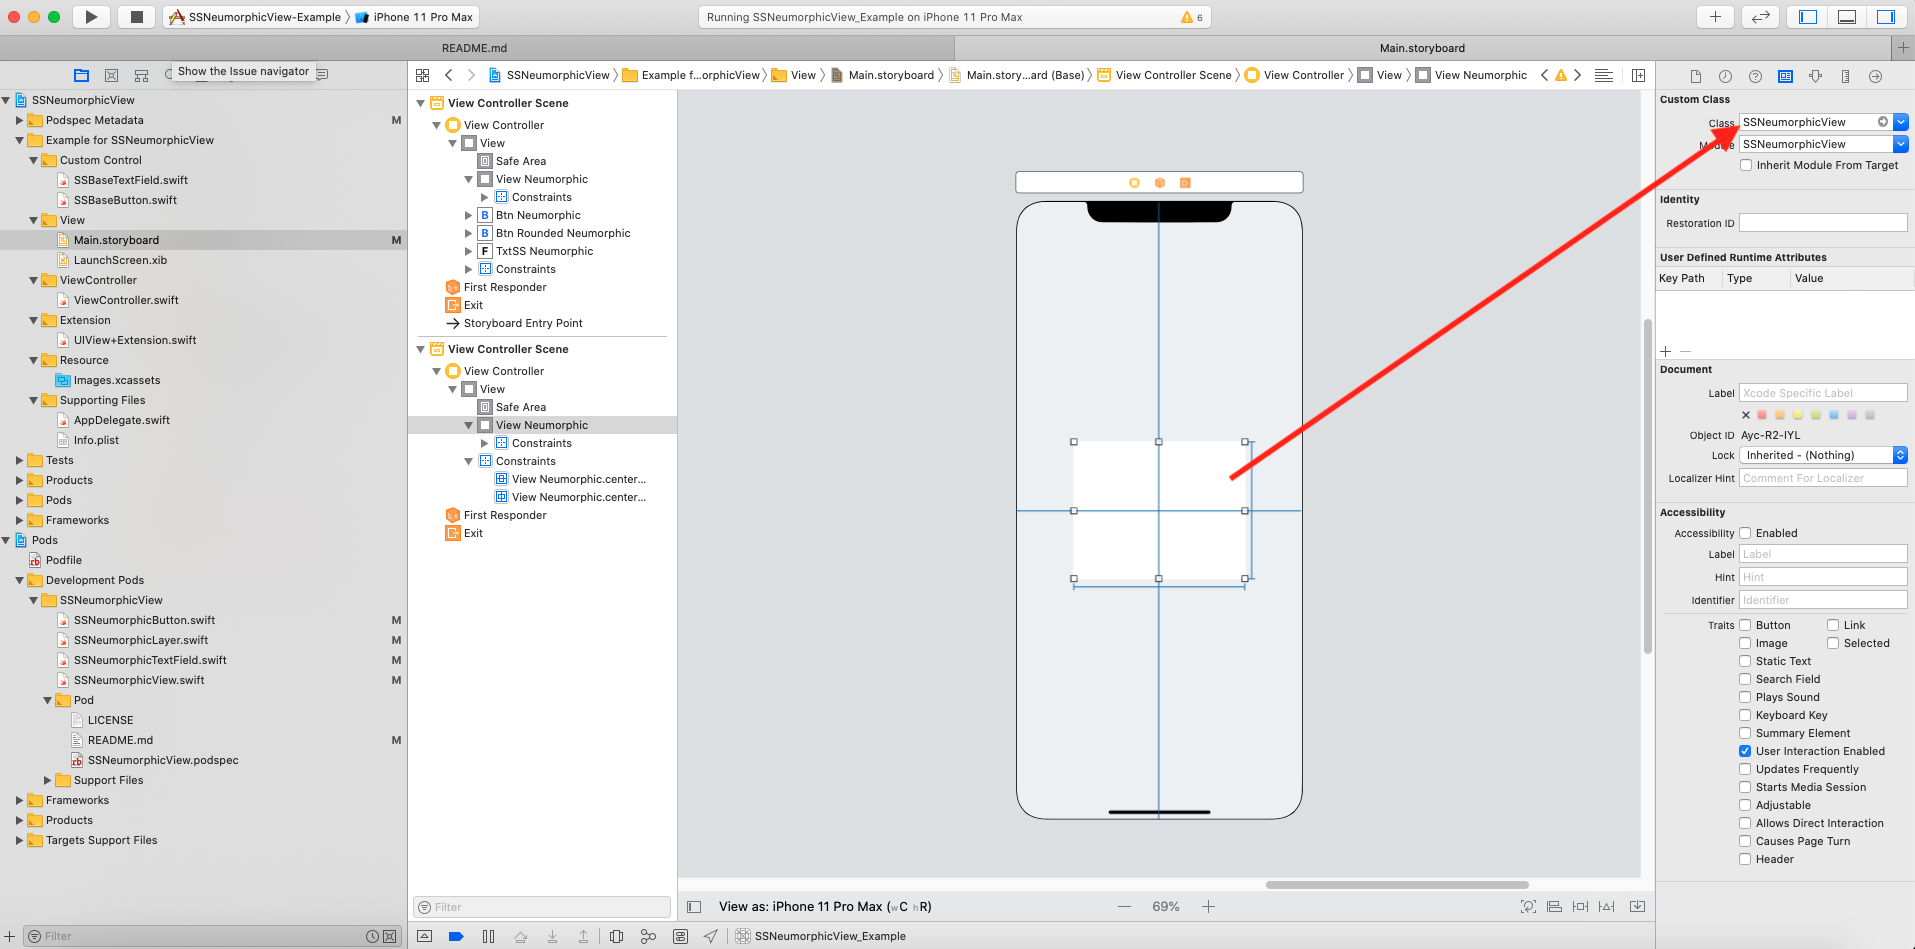 SSNeumorphicView-Example
iPhone 11 Pro Max
Running SSNeumorphicView_Example on iPhone 11 Pro Max
6
README.md
Main.storyboard
Show the Issue navigator
SSNeumorphicView
Example f...orphicView
View
Main.storyboard
Main.story...ard (Base)
View Controller Scene
View Controller
View
View Neumorphic
SSNeumorphicView
Podspec Metadata M
Example for SSNeumorphicView
Custom Control
SSBaseTextField.swift
SSBaseButton.swift
View
Main.storyboard M
LaunchScreen.xib
ViewController
ViewController.swift
Extension
UIView+Extension.swift
Resource
Images.xcassets
Supporting Files
AppDelegate.swift
Info.plist
Tests
Products
Pods
Frameworks
Pods
Podfile
Development Pods
SSNeumorphicView
SSNeumorphicButton.swift M
SSNeumorphicLayer.swift M
SSNeumorphicTextField.swift M
SSNeumorphicView.swift M
Pod
LICENSE
README.md M
SSNeumorphicView.podspec
Support Files
Frameworks
Products
Targets Support Files
Filter
View Controller Scene
View Controller
View
Safe Area
View Neumorphic
Constraints
B Btn Neumorphic
B Btn Rounded Neumorphic
F TxtSS Neumorphic
Constraints
First Responder
Exit
Storyboard Entry Point
View Controller Scene
View Controller
View
Safe Area
View Neumorphic
Constraints
Constraints
View Neumorphic.center...
View Neumorphic.center...
First Responder
Exit
Filter
View as: iPhone 11 Pro Max (wC hR)
69%
SSNeumorphicView_Example
Custom Class
Class SSNeumorphicView
Module SSNeumorphicView
Inherit Module From Target
Identity
Restoration ID
User Defined Runtime Attributes
Key Path Type Value
Document
Label Xcode Specific Label
Object ID Ayc-R2-IYL
Lock Inherited - (Nothing)
Localizer Hint Comment For Localizer
Accessibility
Accessibility Enabled
Label Label
Hint Hint
Identifier Identifier
Traits Button Link
Image Selected
Static Text
Search Field
Plays Sound
Keyboard Key
Summary Element
User Interaction Enabled
Updates Frequently
Starts Media Session
Adjustable
Allows Direct Interaction
Causes Page Turn
Header